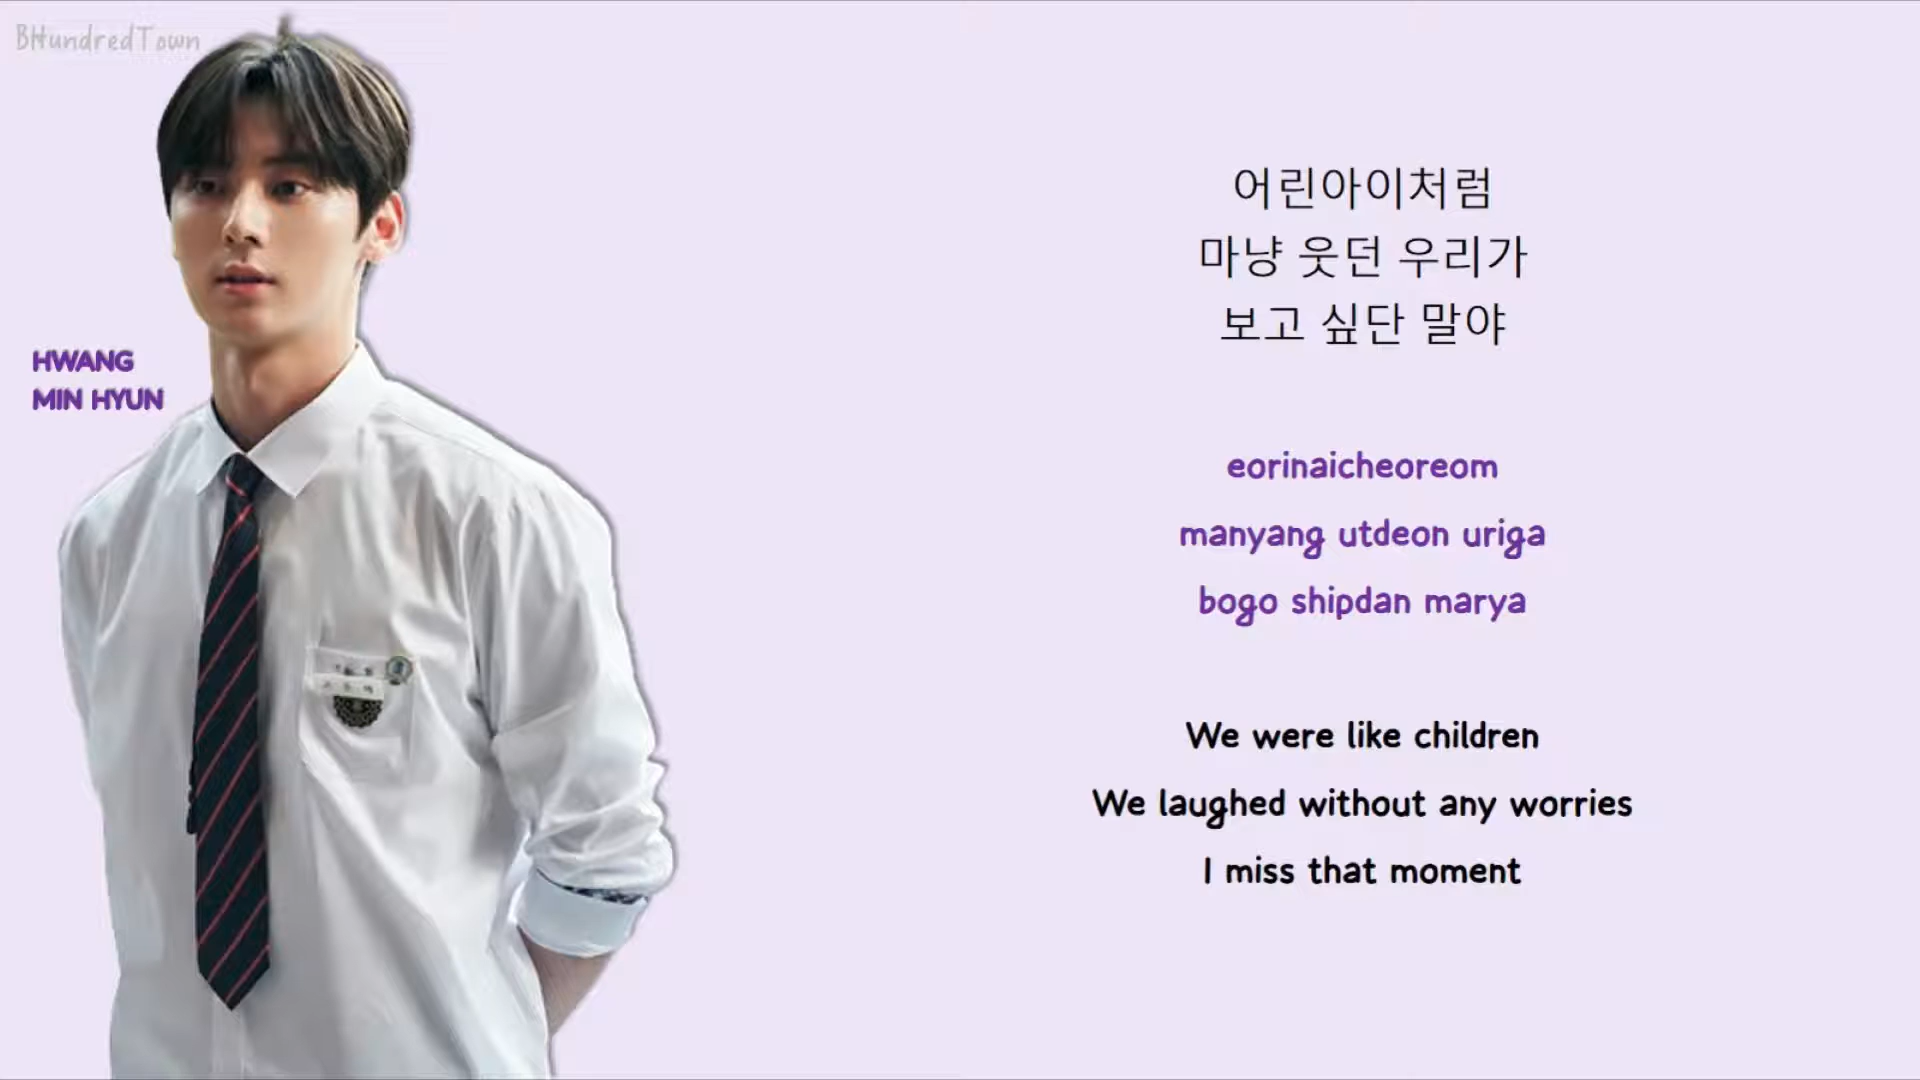 BHundredTown
HWANG
MIN HYUN
어린아이처럼
마냥 웃던 우리가
보고 싶단 말야
eorinaicheoreom
manyang utdeon uriga
bogo shipdan marya
We were like children
We laughed without any worries
I miss that moment